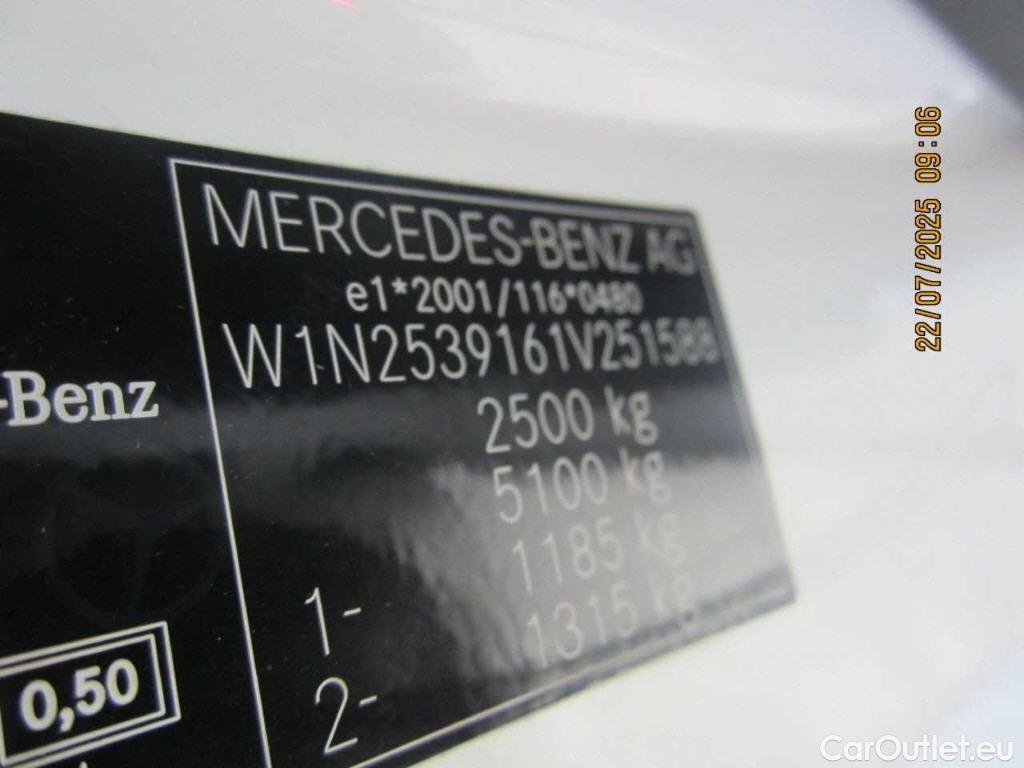 MERCEDES-BENZ AG
e1*2001/116*0480
W1N2539161V251588
2500 kg
5100 kg
1- 1185 kg
2- 1315 kg
-Benz
0,50
22/07/2025 09:06
CarOutlet.eu